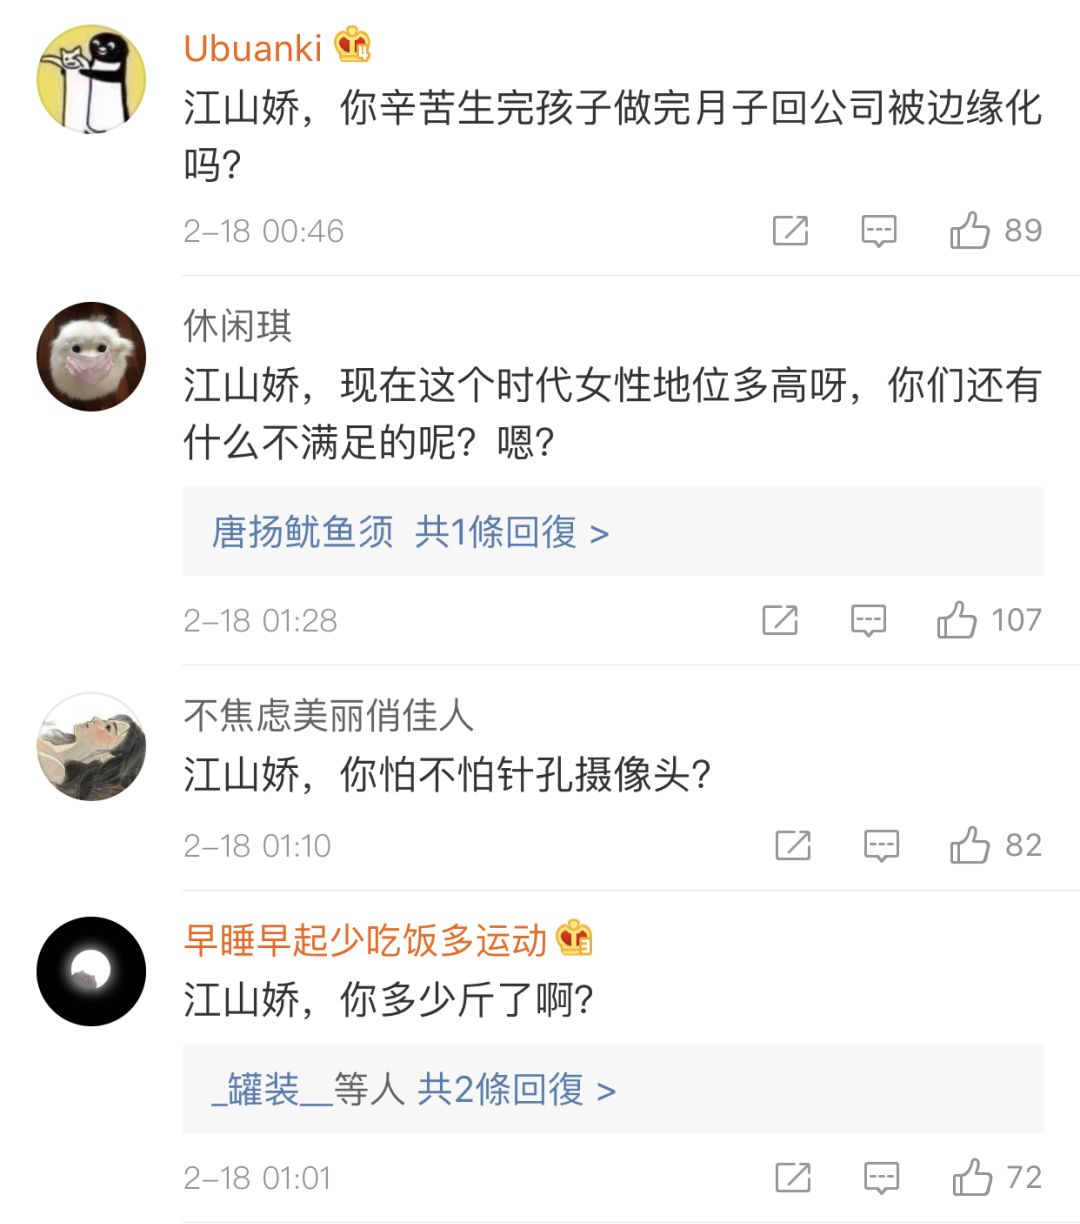 Ubuanki
江山娇，你辛苦生完孩子做完月子回公司被边缘化
吗？
2-18 00:46
89
休闲琪
江山娇，现在这个时代女性地位多高呀，你们还有
什么不满足的呢？嗯？
唐扬鱿鱼须 共1條回復 >
2-18 01:28
107
不焦虑美丽俏佳人
江山娇，你怕不怕针孔摄像头？
2-18 01:10
82
早睡早起少吃饭多运动
江山娇，你多少斤了啊？
_罐装__等人 共2條回復 >
2-18 01:01
72